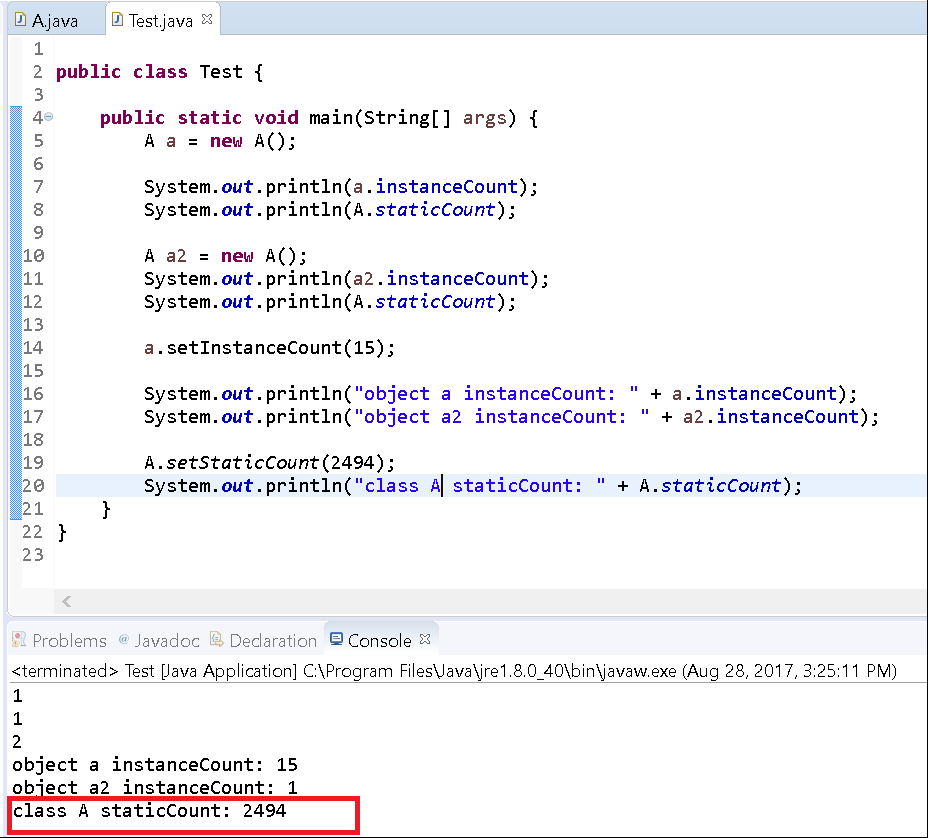 A.java Test.java
1
2 public class Test {
3
4 public static void main(String[] args) {
5 A a = new A();
6
7 System.out.println(a.instanceCount);
8 System.out.println(A.staticCount);
9
10 A a2 = new A();
11 System.out.println(a2.instanceCount);
12 System.out.println(A.staticCount);
13
14 a.setInstanceCount(15);
15
16 System.out.println("object a instanceCount: " + a.instanceCount);
17 System.out.println("object a2 instanceCount: " + a2.instanceCount);
18
19 A.setStaticCount(2494);
20 System.out.println("class A staticCount: " + A.staticCount);
21 }
22 }
23
Problems @ Javadoc Declaration Console
<terminated> Test [Java Application] C:\Program Files\Java\jre1.8.0_40\bin\javaw.exe (Aug 28, 2017, 3:25:11 PM)
1
1
2
object a instanceCount: 15
object a2 instanceCount: 1
class A staticCount: 2494